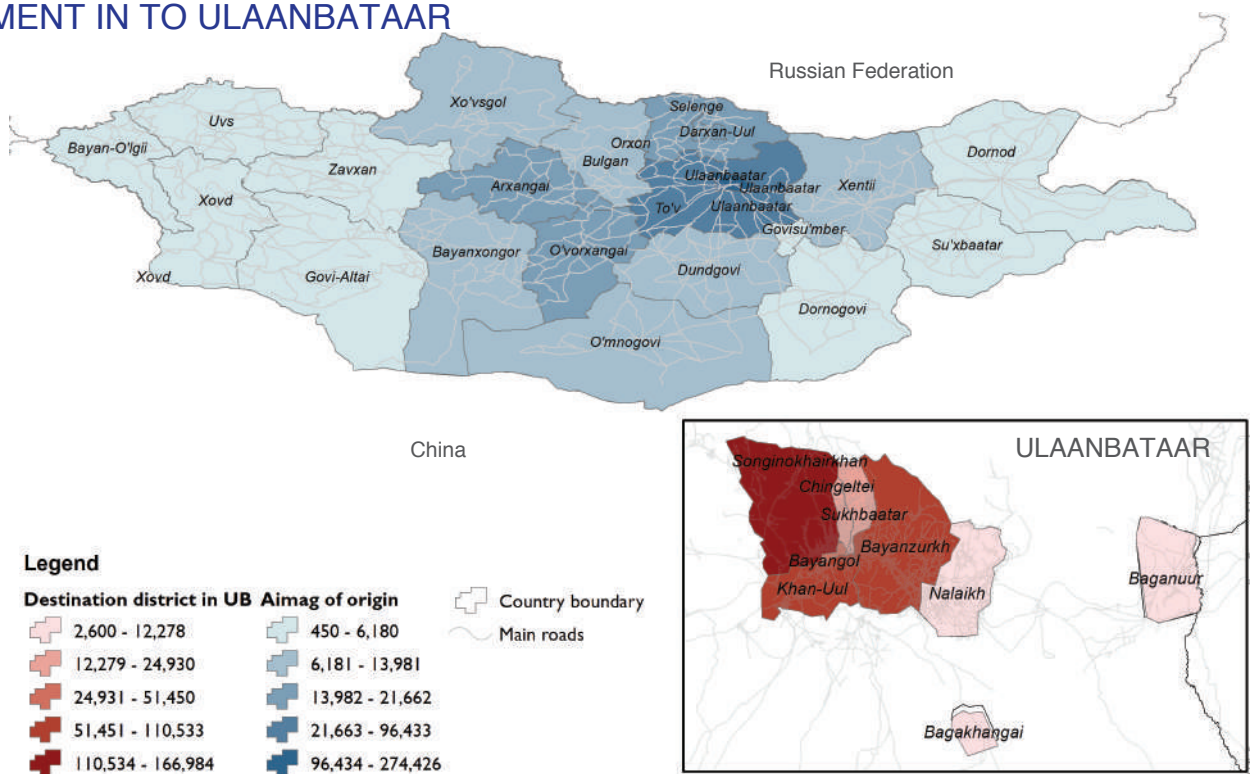 MENT IN TO ULAANBATAAR
Russian Federation
Xo'vsgol
Selenge
Uvs
Darxan-Uul
Bayan-O'lgii
Orxon
Bulgan
Dornod
Zavxan
Ulaanbaatar
Arxangai
Ulaanbaatar
Xentii
Xovd
To'v
Ulaanbaatar
Govisu'mber
Bayanxongor
O'vorxangai
Su'xbaatar
Dundgovi
Xovd
Govi-Altai
Dornogovi
O'mnogovi
China
ULAANBATAAR
Songinokhairkhan
Chingeltei
Sukhbaatar
Bayanzurkh
Bayangol
Khan-Uul
Nalaikh
Baganuur
Bagakhangai
Legend
Destination district in UB
2,600 - 12,278
12,279 - 24,930
24,931 - 51,450
51,451 - 110,533
110,534 - 166,984
Aimag of origin
450 - 6,180
6,181 - 13,981
13,982 - 21,662
21,663 - 96,433
96,434 - 274,426
Country boundary
Main roads